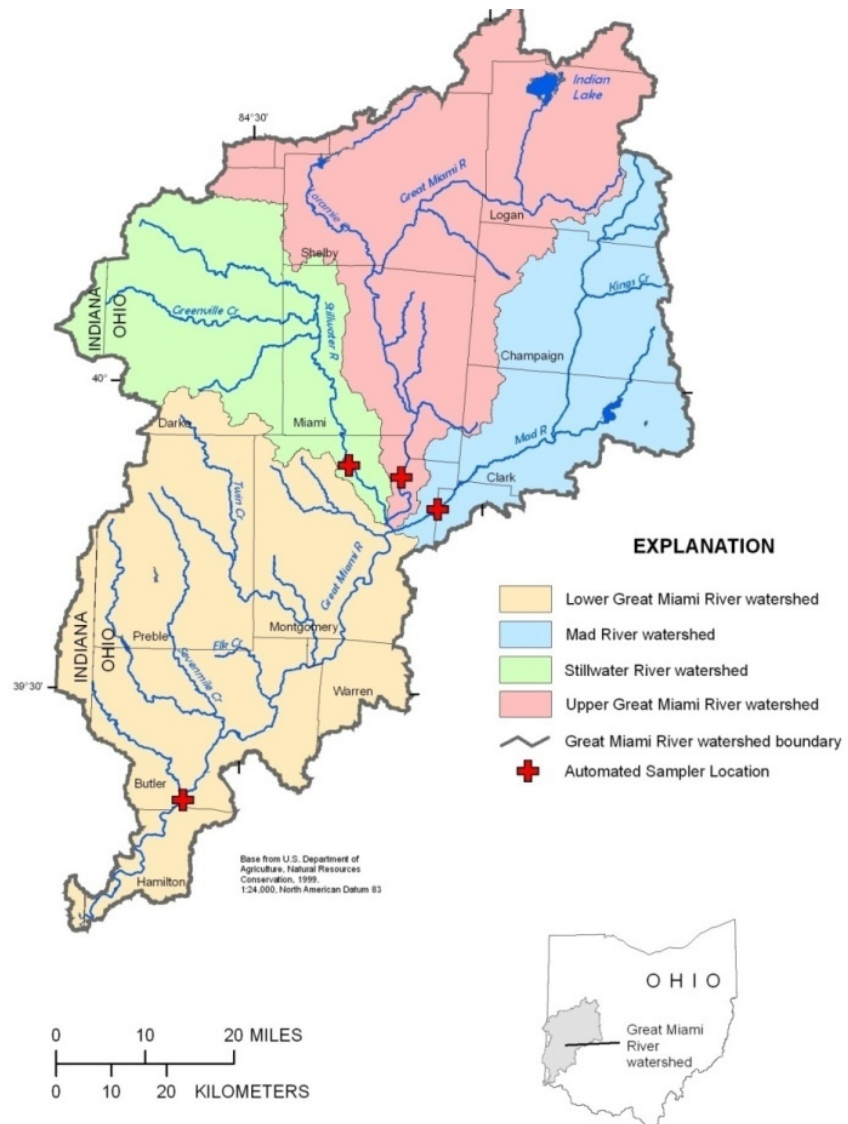 Indian
Lake
84°30'
Great Miami R
Loramie C
Logan
Shelby
Kings Cr
INDIANA
OHIO
Greenville Cr
Stillwater R
40°
Champaign
Darke
Miami
Mad R
Clark
Twin Cr
Great Miami R
EXPLANATION
Lower Great Miami River watershed
Mad River watershed
Stillwater River watershed
Upper Great Miami River watershed
Great Miami River watershed boundary
Automated Sampler Location
INDIANA
OHIO
Preble
Montgomery
Elk Cr
Sevenmile Cr
39°30'
Warren
Butler
Hamilton
Base from U.S. Department of
Agriculture, Natural Resources
Conservation, 1999.
1:24,000, North American Datum 83
OHIO
Great Miami
River
watershed
0 10 20 MILES
0 10 20 KILOMETERS